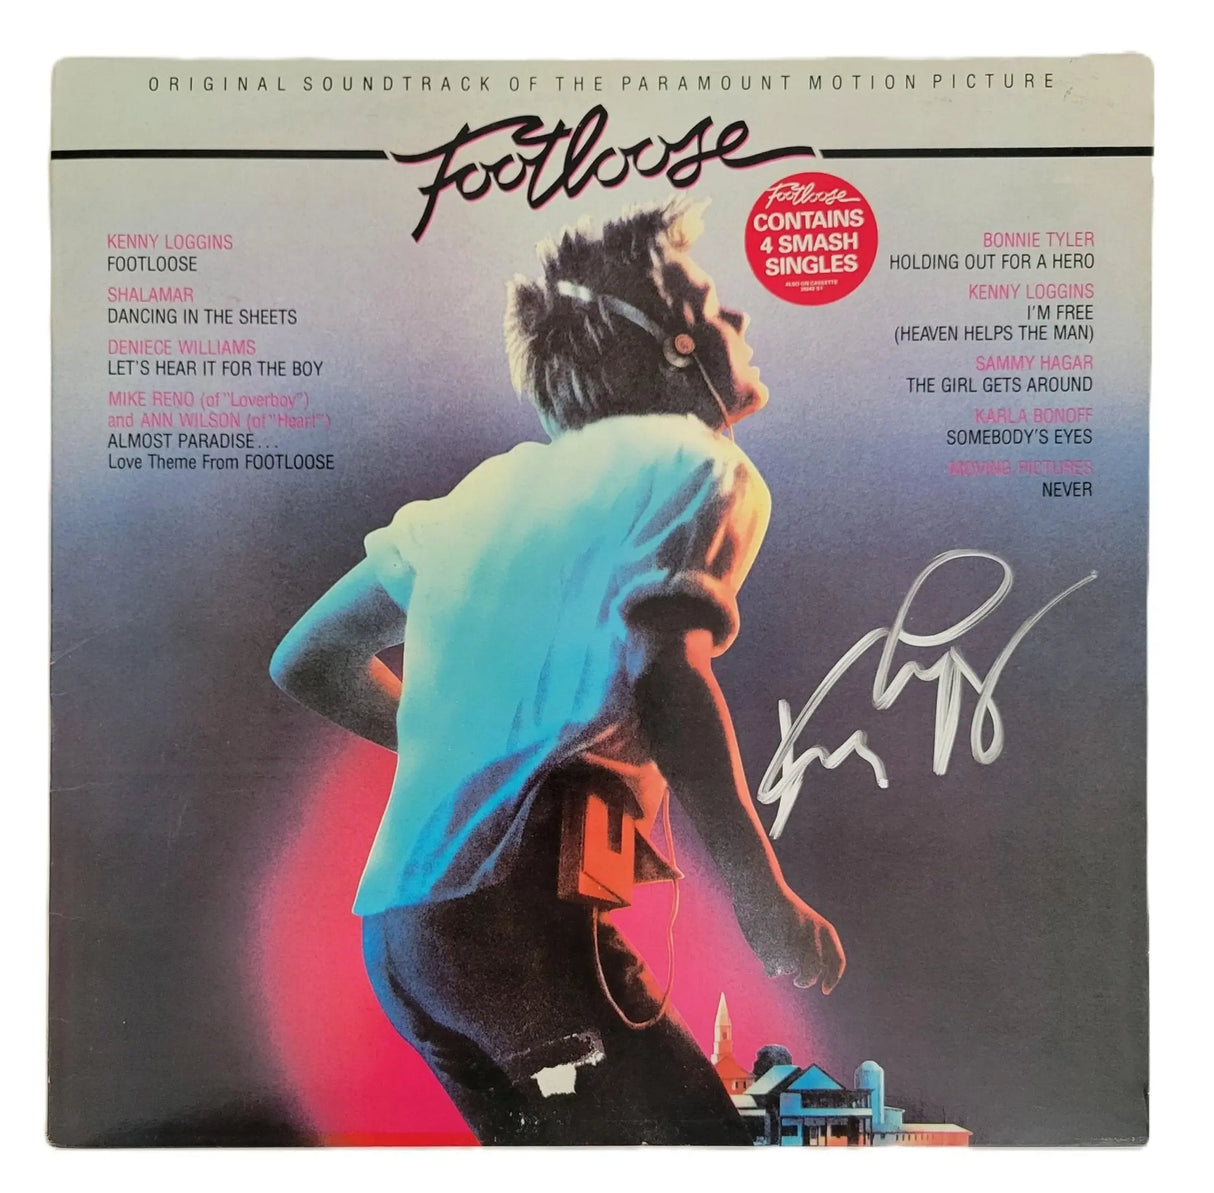 ORIGINAL SOUNDTRACK OF THE PARAMOUNT MOTION PICTURE
Footloose
KENNY LOGGINS
FOOTLOOSE
SHALAMAR
DANCING IN THE SHEETS
DENIECE WILLIAMS
LET'S HEAR IT FOR THE BOY
MIKE RENO (of "Loverboy")
and ANN WILSON (of "Heart")
ALMOST PARADISE...
Love Theme From FOOTLOOSE
Footloose
CONTAINS
4 SMASH
SINGLES
ALSO ON CASSETTE
BONNIE TYLER
HOLDING OUT FOR A HERO
KENNY LOGGINS
I'M FREE
(HEAVEN HELPS THE MAN)
SAMMY HAGAR
THE GIRL GETS AROUND
KARLA BONOFF
SOMEBODY'S EYES
MOVING PICTURES
NEVER